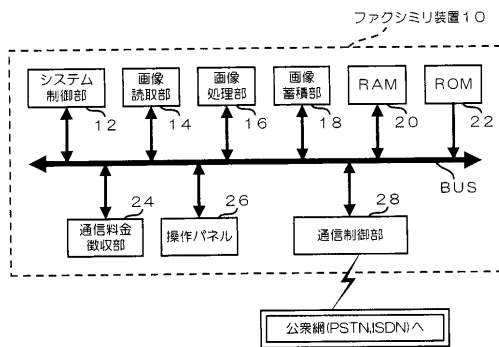 ファクシミリ装置10
システム
制御部
12
画像
読取部
14
画像
処理部
16
画像
蓄積部
18
RAM
20
ROM
22
BUS
通信料金
徴収部
24
操作パネル
26
通信制御部
28
公衆網(PSTN,ISDN)へ